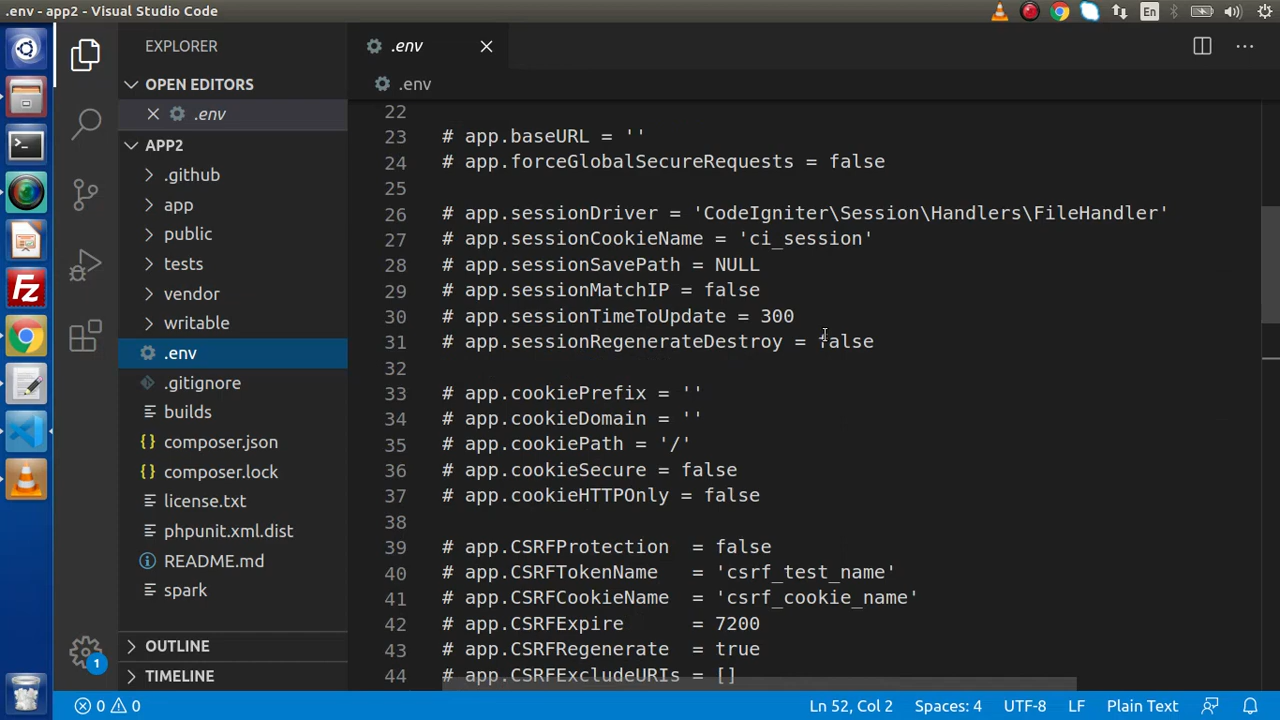 .env - app2 - Visual Studio Code
En
EXPLORER
.env
OPEN EDITORS
.env
.env
APP2
.github
app
public
tests
vendor
writable
.env
.gitignore
builds
composer.json
composer.lock
license.txt
phpunit.xml.dist
README.md
spark
OUTLINE
TIMELINE
1
22
23 # app.baseURL = ''
24 # app.forceGlobalSecureRequests = false
25
26 # app.sessionDriver = 'CodeIgniter\Session\Handlers\FileHandler'
27 # app.sessionCookieName = 'ci_session'
28 # app.sessionSavePath = NULL
29 # app.sessionMatchIP = false
30 # app.sessionTimeToUpdate = 300
31 # app.sessionRegenerateDestroy = false
32
33 # app.cookiePrefix = ''
34 # app.cookieDomain = ''
35 # app.cookiePath = '/'
36 # app.cookieSecure = false
37 # app.cookieHTTPOnly = false
38
39 # app.CSRFProtection  = false
40 # app.CSRFTokenName   = 'csrf_test_name'
41 # app.CSRFCookieName  = 'csrf_cookie_name'
42 # app.CSRFExpire      = 7200
43 # app.CSRFRegenerate  = true
44 # app.CSRFExcludeURIs = []
0 0 Ln 52, Col 2 Spaces: 4 UTF-8 LF Plain Text